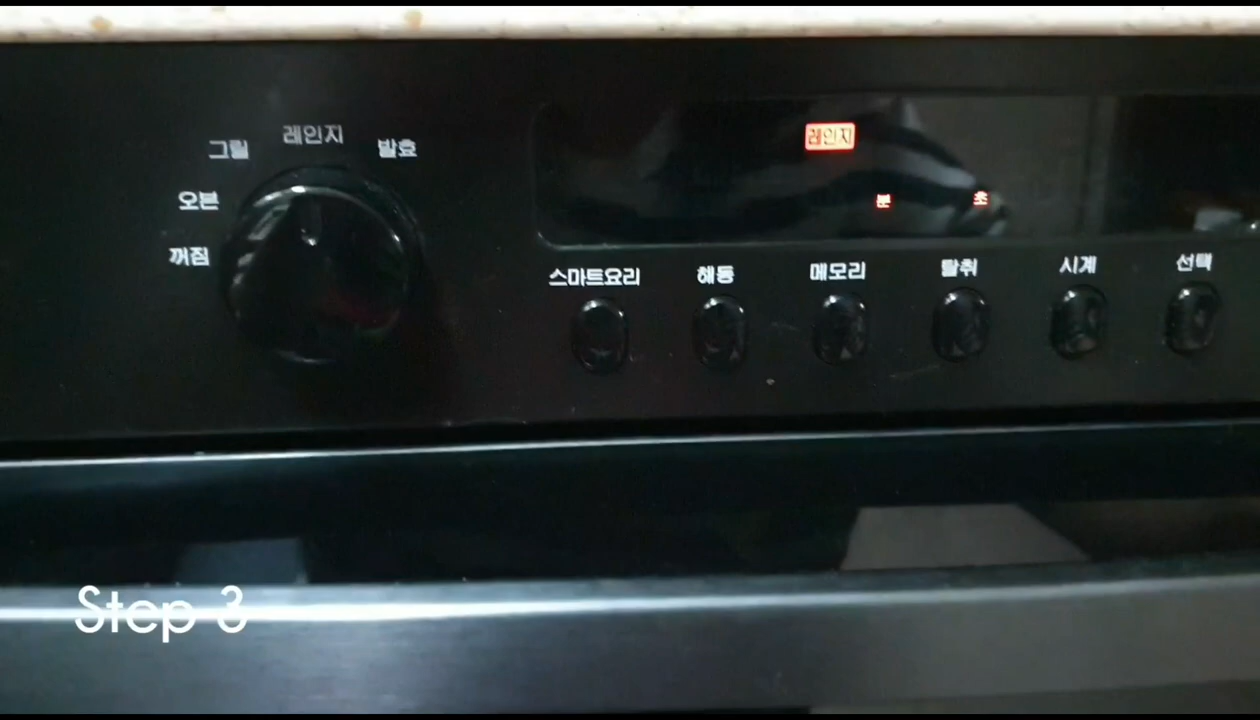 그릴 레인지 발효
오븐
꺼짐
레인지
분 초
스마트요리 해동 메모리 탈취 시계 선택
Step 3